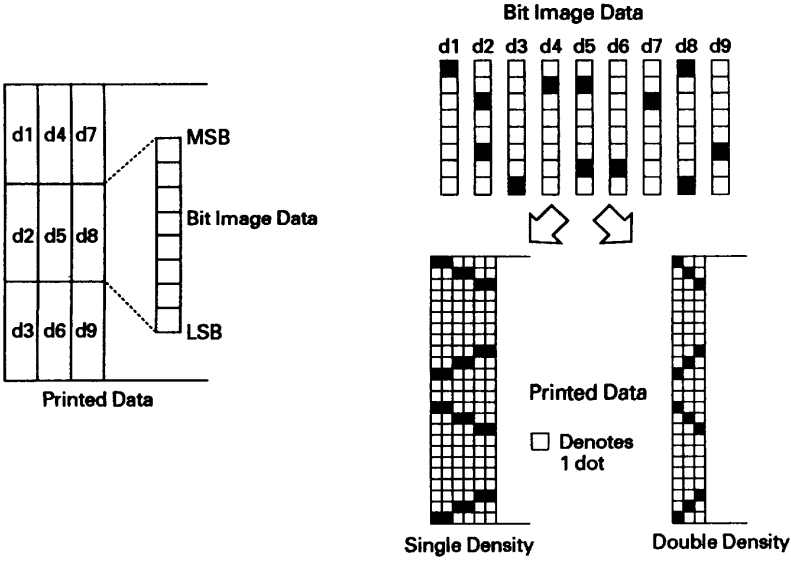 Bit Image Data
d1 d2 d3 d4 d5 d6 d7 d8 d9
d1 d4 d7
MSB
d2 d5 d8
Bit Image Data
d3 d6 d9
LSB
Printed Data
Printed Data
Denotes
1 dot
Single Density
Double Density